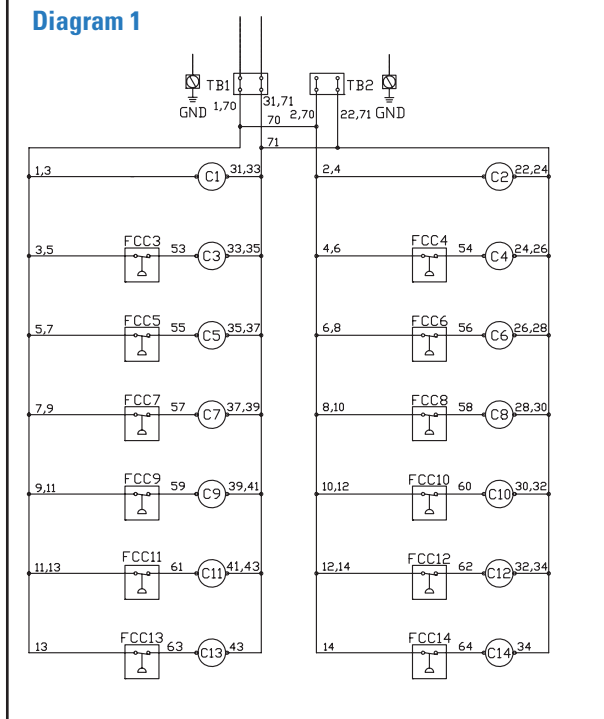 Diagram 1
TB1
TB2
GND
1,70
31,71
2,70
22,71
GND
70
71
1,3
C1
31,33
2,4
C2
22,24
FCC3
3,5
53
C3
33,35
FCC4
4,6
54
C4
24,26
FCC5
5,7
55
C5
35,37
FCC6
6,8
56
C6
26,28
FCC7
7,9
57
C7
37,39
FCC8
8,10
58
C8
28,30
FCC9
9,11
59
C9
39,41
FCC10
10,12
60
C10
30,32
FCC11
11,13
61
C11
41,43
FCC12
12,14
62
C12
32,34
FCC13
13
63
C13
43
FCC14
14
64
C14
34